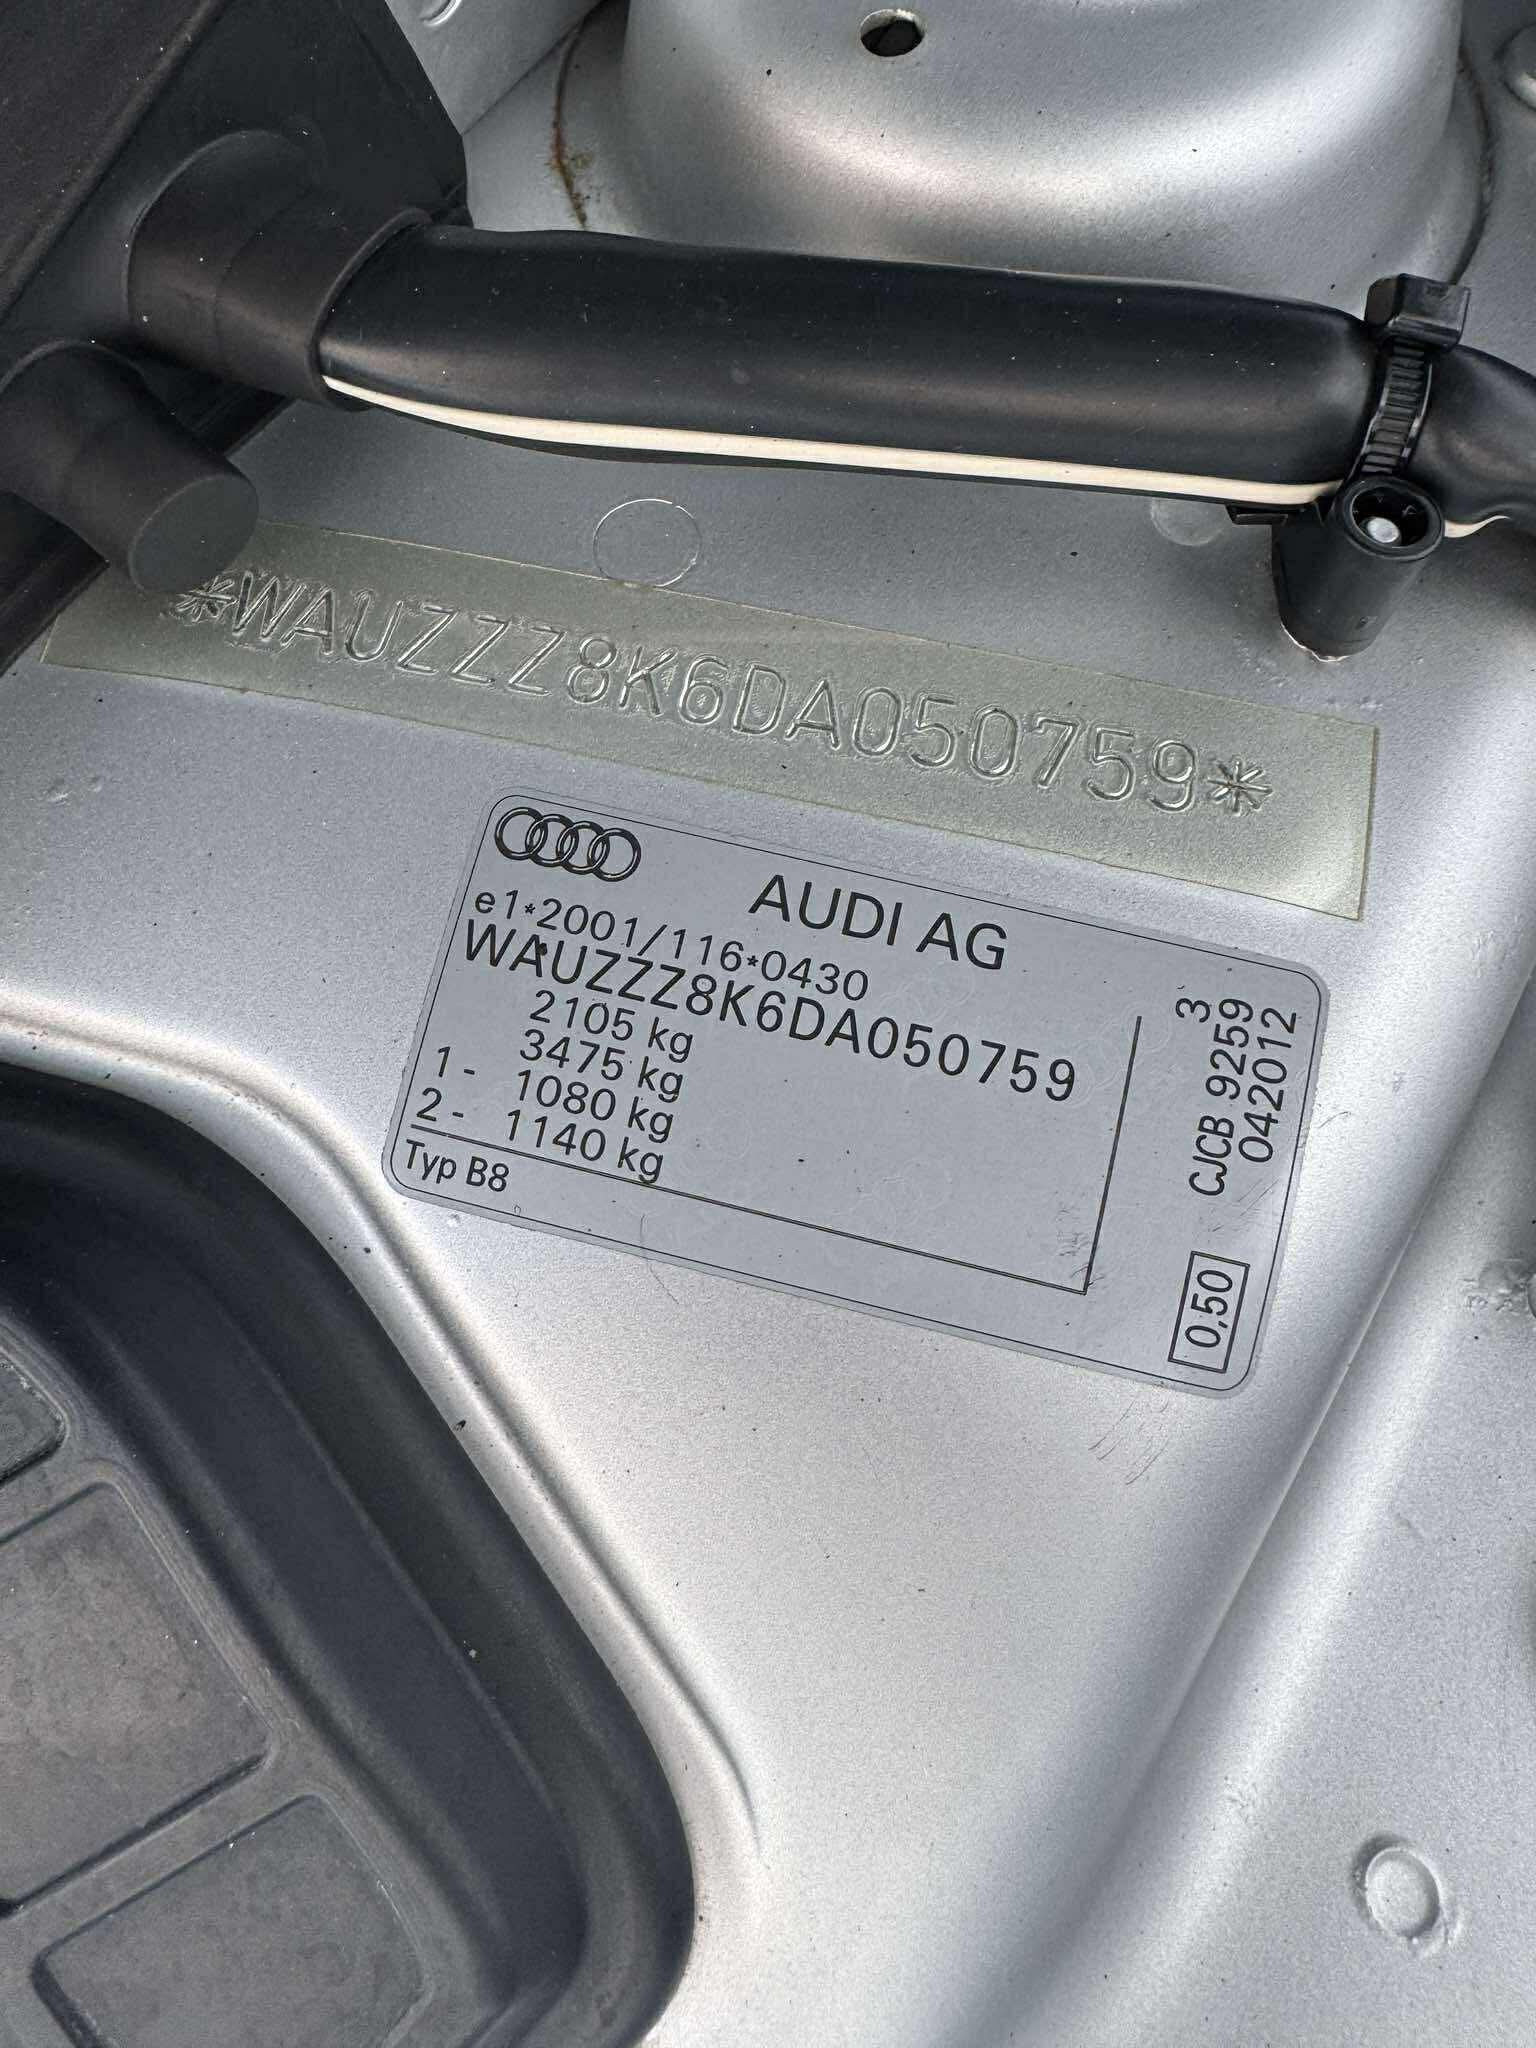 *WAUZZZ8K6DA050759*
AUDI AG
e1*2001/116*0430
WAUZZZ8K6DA050759
2105 kg
3475 kg
1- 1080 kg
2- 1140 kg
Typ B8
3
CJCB 9259
042012
0,50